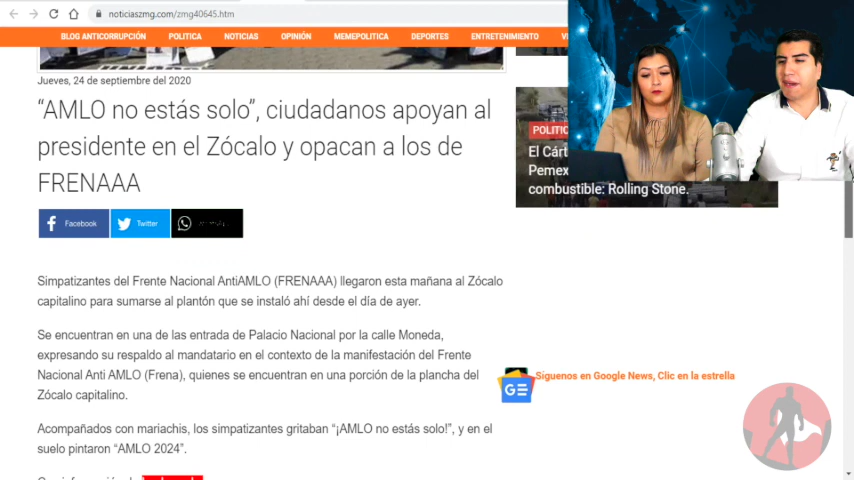 noticiaszmg.com/zmg40645.htm
BLOG ANTICORRUPCIÓN POLITICA NOTICIAS OPINIÓN MEMEPOLITICA DEPORTES ENTRETENIMIENTO
Jueves, 24 de septiembre del 2020
“AMLO no estás solo”, ciudadanos apoyan al
presidente en el Zócalo y opacan a los de
FRENAAA
Facebook Twitter
Simpatizantes del Frente Nacional AntiAMLO (FRENAAA) llegaron esta mañana al Zócalo
capitalino para sumarse al plantón que se instaló ahí desde el día de ayer.
Se encuentran en una de las entrada de Palacio Nacional por la calle Moneda,
expresando su respaldo al mandatario en el contexto de la manifestación del Frente
Nacional Anti AMLO (Frena), quienes se encuentran en una porción de la plancha del
Zócalo capitalino.
Acompañados con mariachis, los simpatizantes gritaban “¡AMLO no estás solo!”, y en el
suelo pintaron “AMLO 2024”.
POLITIC
El Cárt
Pemex
combustible: Rolling Stone.
GE
Síguenos en Google News, Clic en la estrella